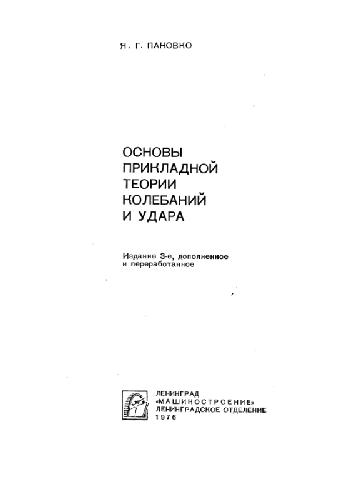 Я. Г. ПАНОВКО
ОСНОВЫ
ПРИКЛАДНОЙ
ТЕОРИИ
КОЛЕБАНИЙ
И УДАРА
Издание 3-е, дополненное
и переработанное
ЛЕНИНГРАД
«МАШИНОСТРОЕНИЕ»
ЛЕНИНГРАДСКОЕ ОТДЕЛЕНИЕ
1976